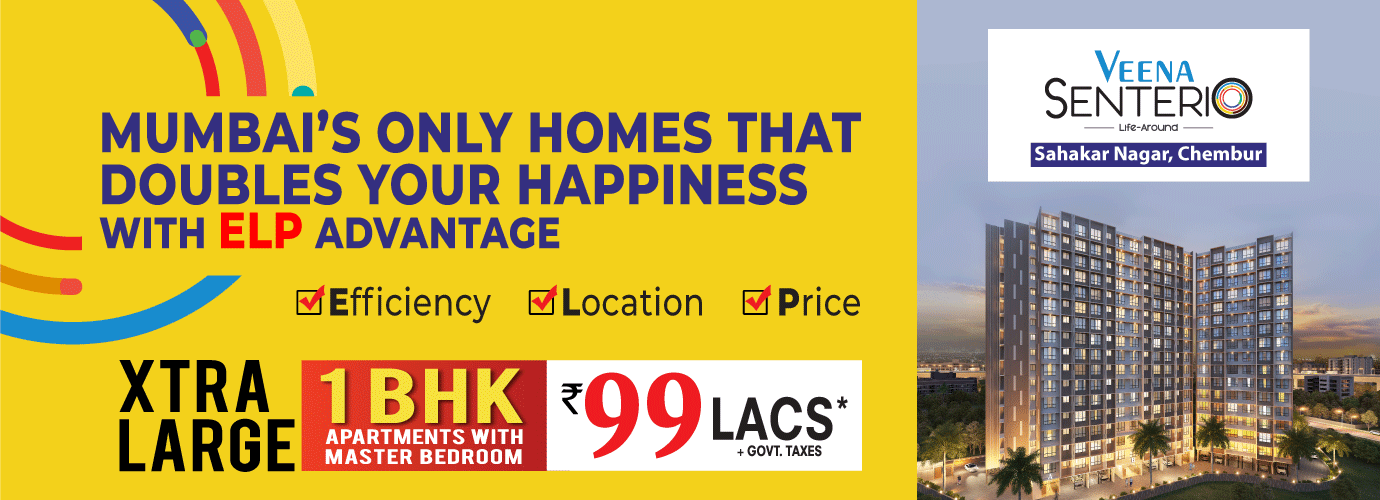 MUMBAI'S ONLY HOMES THAT
DOUBLES YOUR HAPPINESS
WITH ELP ADVANTAGE
Efficiency Location Price
XTRA
LARGE
1 BHK
APARTMENTS WITH
MASTER BEDROOM
₹99 LACS*
+ GOVT. TAXES
VEENA
SENTERIO
Life-Around
Sahakar Nagar, Chembur